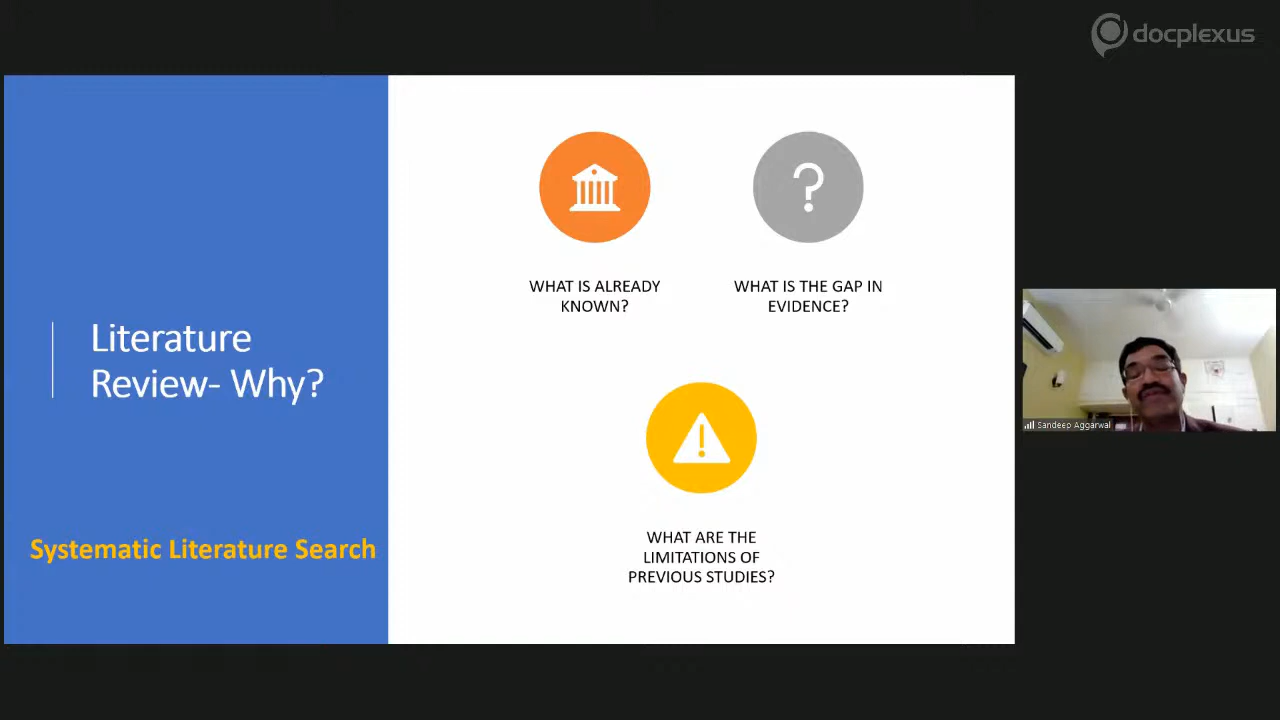 docplexus
Literature
Review- Why?
Systematic Literature Search
WHAT IS ALREADY
KNOWN?
WHAT IS THE GAP IN
EVIDENCE?
WHAT ARE THE
LIMITATIONS OF
PREVIOUS STUDIES?
Sandeep Aggarwal